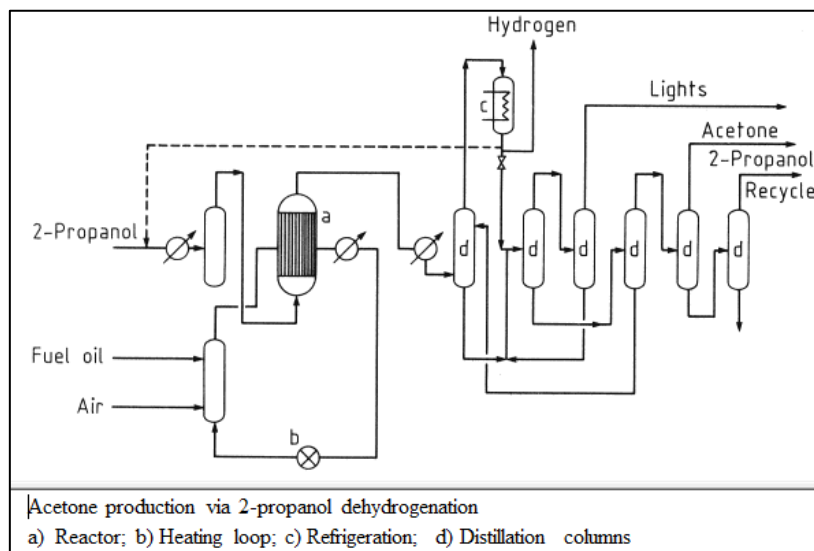 Hydrogen
Lights
c
Acetone
2-Propanol
Recycle
a
2-Propanol
d
d
d
d
d
d
Fuel oil
Air
b
Acetone production via 2-propanol dehydrogenation
a) Reactor; b) Heating loop; c) Refrigeration; d) Distillation columns